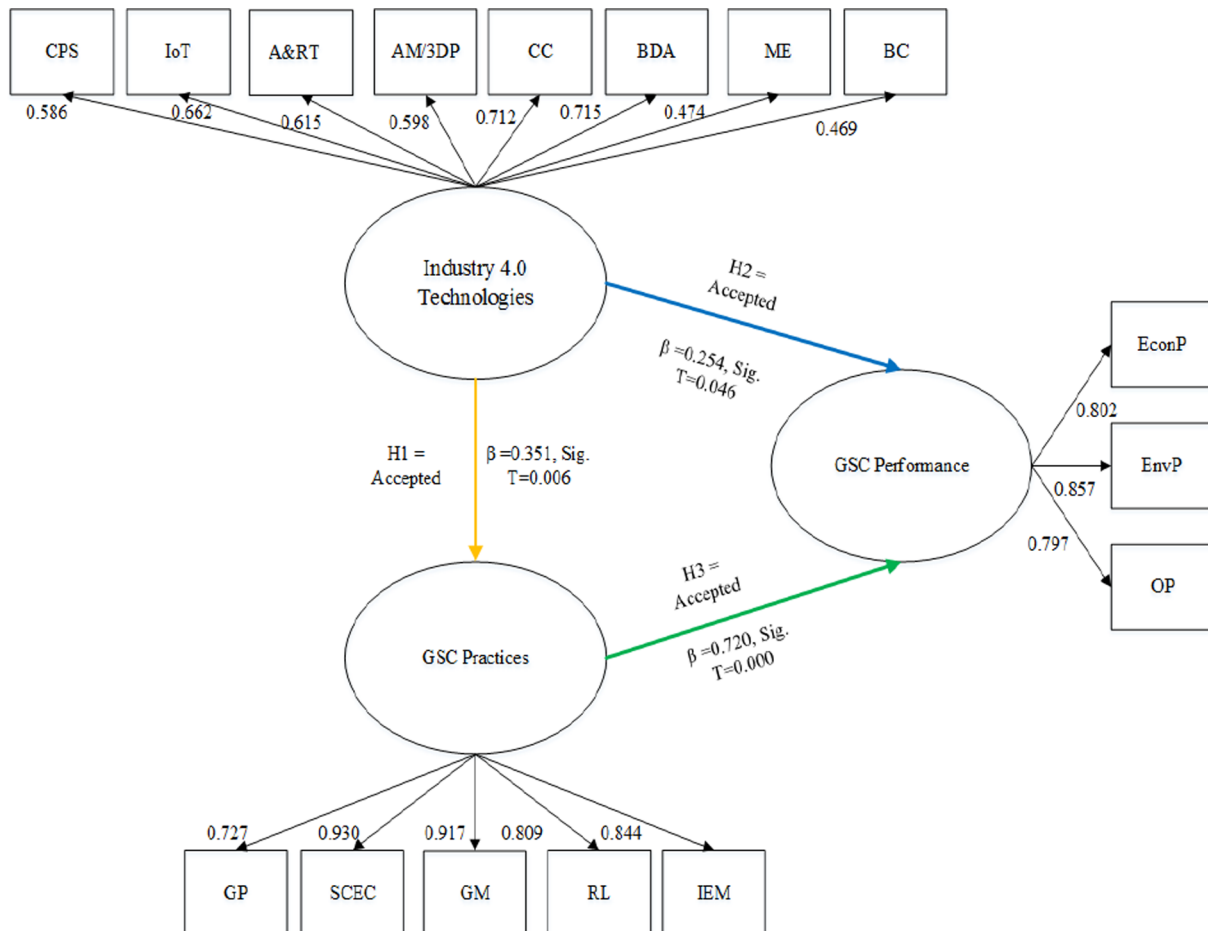 CPS
IoT
A&RT
AM/3DP
CC
BDA
ME
BC
0.586
0.662
0.615
0.598
0.712
0.715
0.474
0.469
Industry 4.0
Technologies
H2 =
Accepted
β =0.254, Sig.
T=0.046
EconP
0.802
H1 =
Accepted
β =0.351, Sig.
T=0.006
GSC Performance
EnvP
0.857
0.797
OP
H3 =
Accepted
β =0.720, Sig.
T=0.000
GSC Practices
0.727
0.930
0.917
0.809
0.844
GP
SCEC
GM
RL
IEM